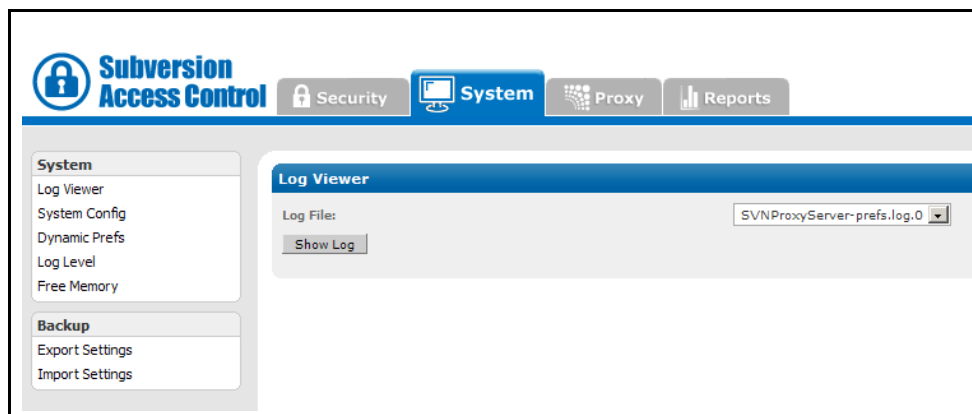 Subversion
Access Control
Security
System
Proxy
Reports
System
Log Viewer
System Config
Dynamic Prefs
Log Level
Free Memory
Backup
Export Settings
Import Settings
Log Viewer
Log File:
SVNProxyServer-prefs.log.0
Show Log